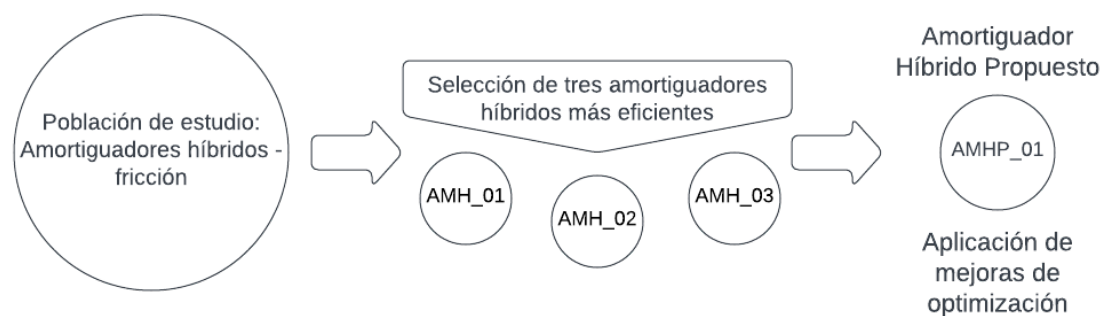 Población de estudio:
Amortiguadores híbridos -
fricción
Selección de tres amortiguadores
híbridos más eficientes
AMH_01
AMH_02
AMH_03
Amortiguador
Híbrido Propuesto
AMHP_01
Aplicación de
mejoras de
optimización